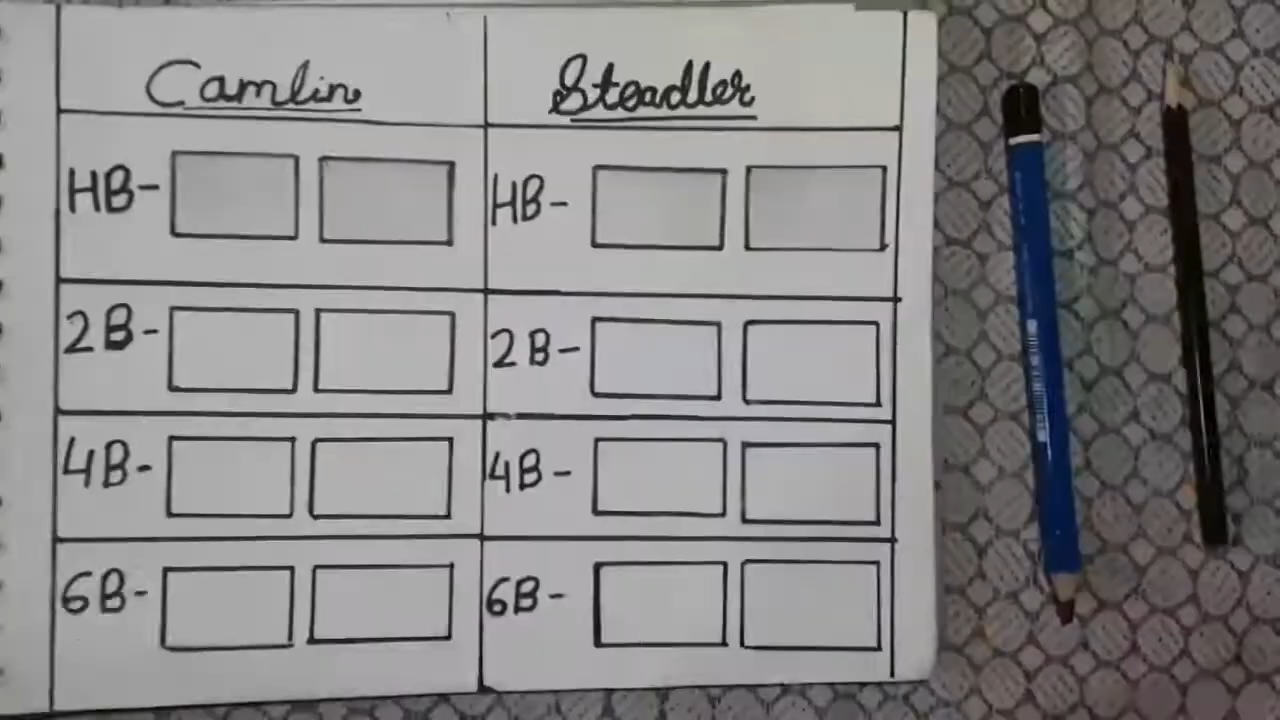 Camlin Steadler
HB- HB-
2B- 2B-
4B- 4B-
6B- 6B-